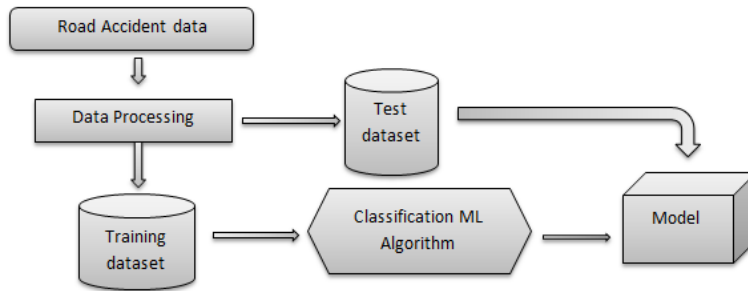 Road Accident data
Data Processing
Test
dataset
Training
dataset
Classification ML
Algorithm
Model